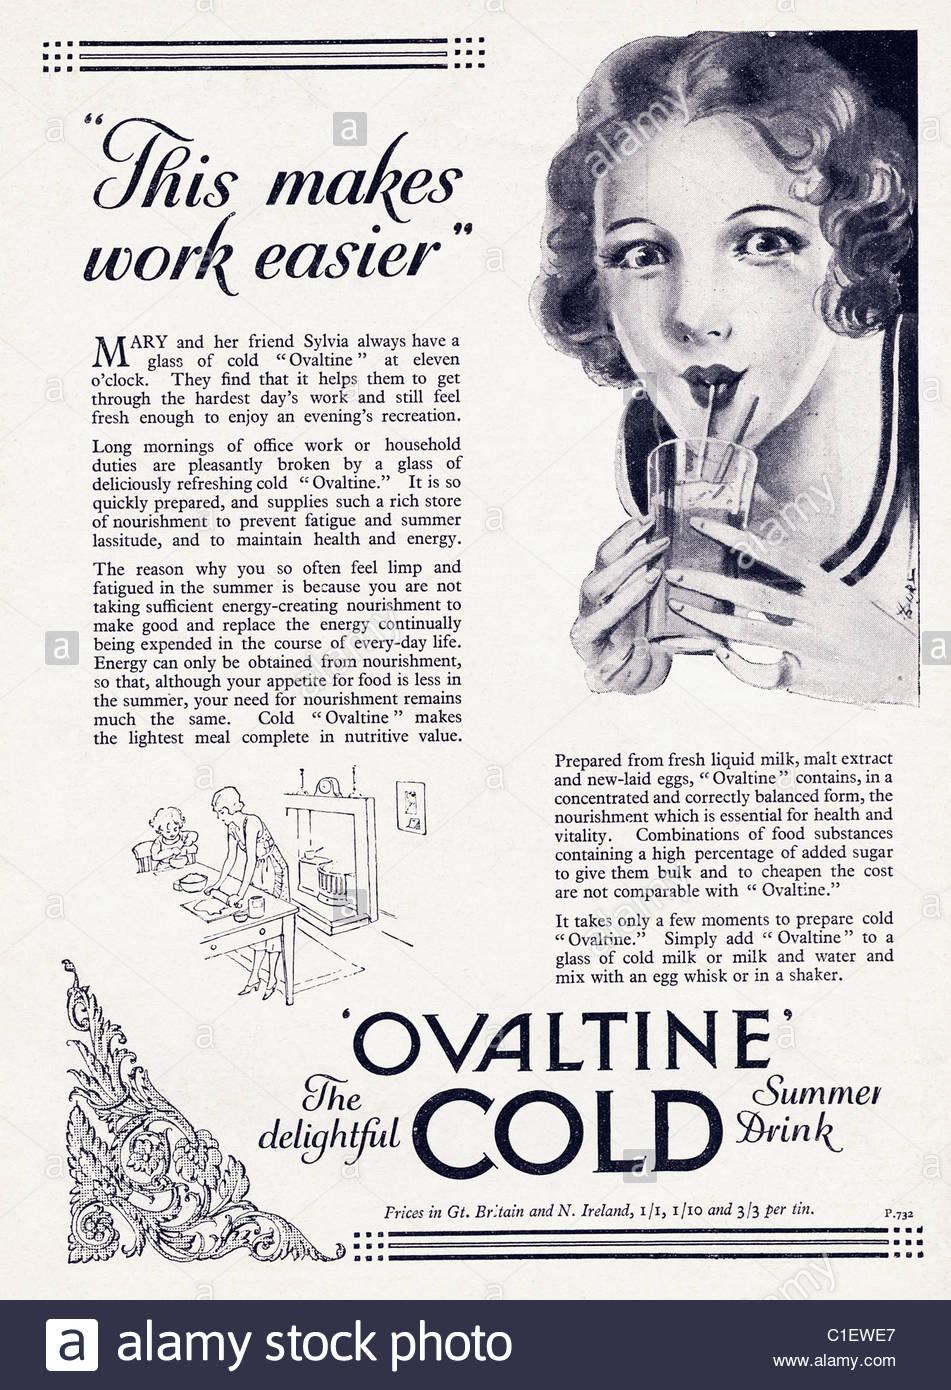 "This makes
work easier"
MARY and her friend Sylvia always have a
glass of cold "Ovaltine" at eleven
o'clock. They find that it helps them to get
through the hardest day's work and still feel
fresh enough to enjoy an evening's recreation.
Long mornings of office work or household
duties are pleasantly broken by a glass of
deliciously refreshing cold "Ovaltine." It is so
quickly prepared, and supplies such a rich store
of nourishment to prevent fatigue and summer
lassitude, and to maintain health and energy.
The reason why you so often feel limp and
fatigued in the summer is because you are not
taking sufficient energy-creating nourishment to
make good and replace the energy continually
being expended in the course of every-day life.
Energy can only be obtained from nourishment,
so that, although your appetite for food is less in
the summer, your need for nourishment remains
much the same. Cold "Ovaltine" makes
the lightest meal complete in nutritive value.
Prepared from fresh liquid milk, malt extract
and new-laid eggs, "Ovaltine" contains, in a
concentrated and correctly balanced form, the
nourishment which is essential for health and
vitality. Combinations of food substances
containing a high percentage of added sugar
to give them bulk and to cheapen the cost
are not comparable with "Ovaltine."
It takes only a few moments to prepare cold
"Ovaltine." Simply add "Ovaltine" to a
glass of cold milk or milk and water and
mix with an egg whisk or in a shaker.
'OVALTINE'
The delightful COLD Summer Drink
Prices in Gt. Britain and N. Ireland, 1/1, 1/10 and 3/3 per tin.
P.732
a alamy stock photo
C1EWE7
www.alamy.com